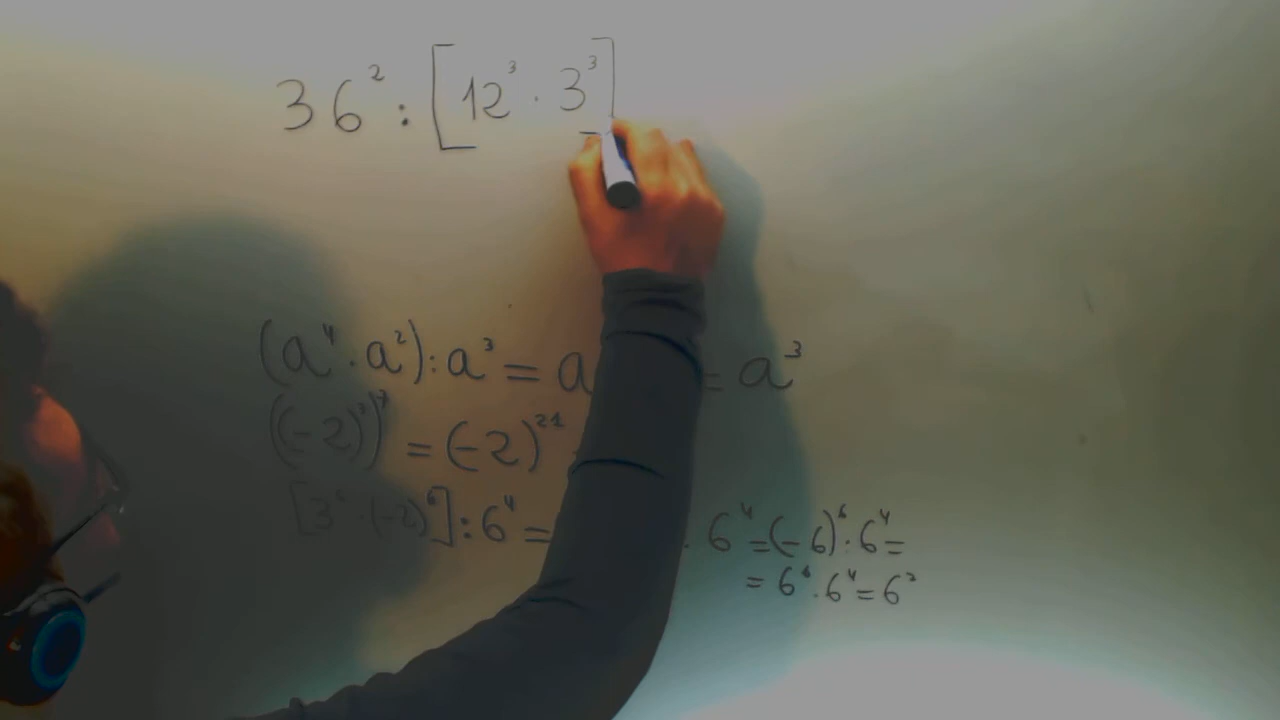 36² : [12³ · 3³]
(a⁴ · a²) : a³ = a = a³
((-2)³)⁷ = (-2)²¹
[3⁶ · (-2)⁶] : 6⁴ = : 6⁴ = (-6)⁶ : 6⁴ =
= 6⁶ : 6⁴ = 6²